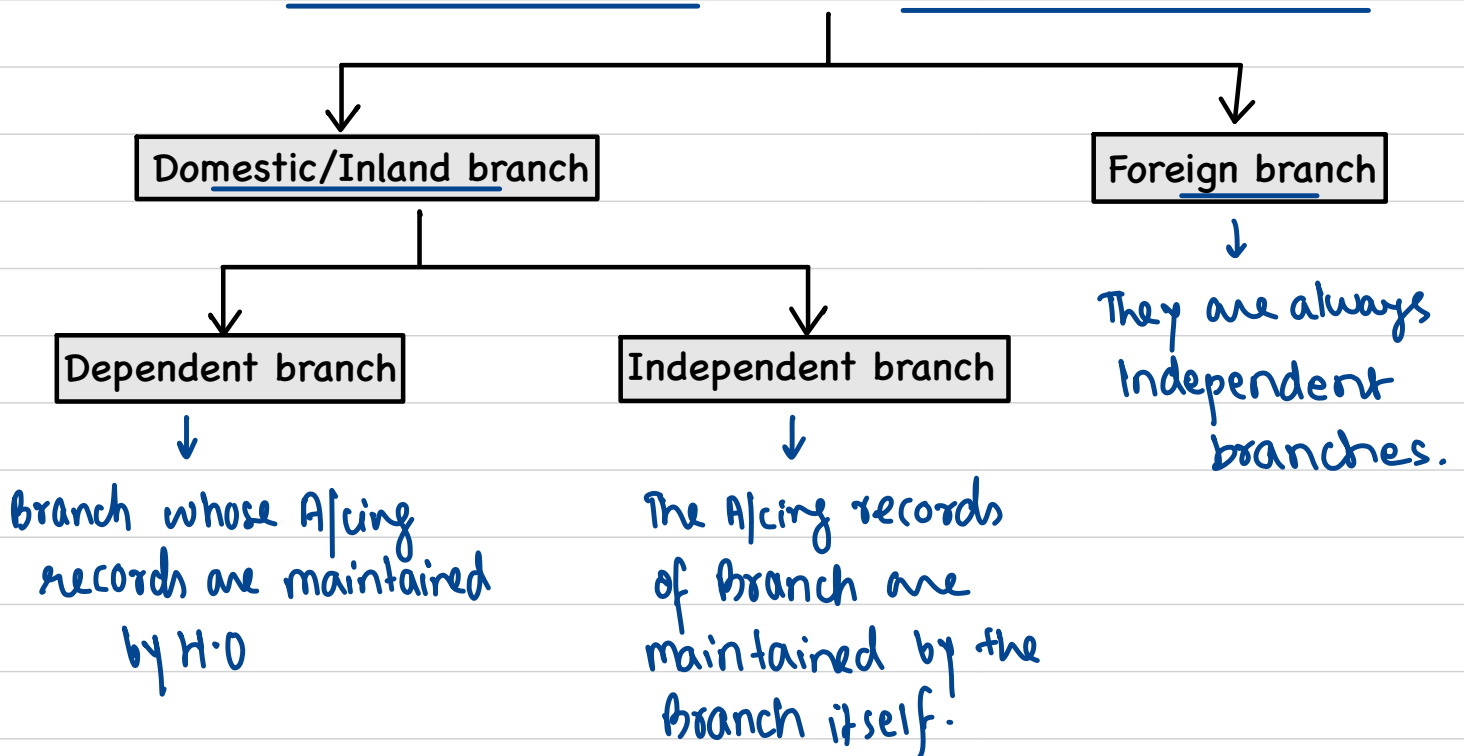 Domestic/Inland branch
Foreign branch
They are always
Independent
branches.
Dependent branch
Independent branch
Branch whose A/cing
records are maintained
by H.O
The A/cing records
of Branch are
maintained by the
Branch itself.